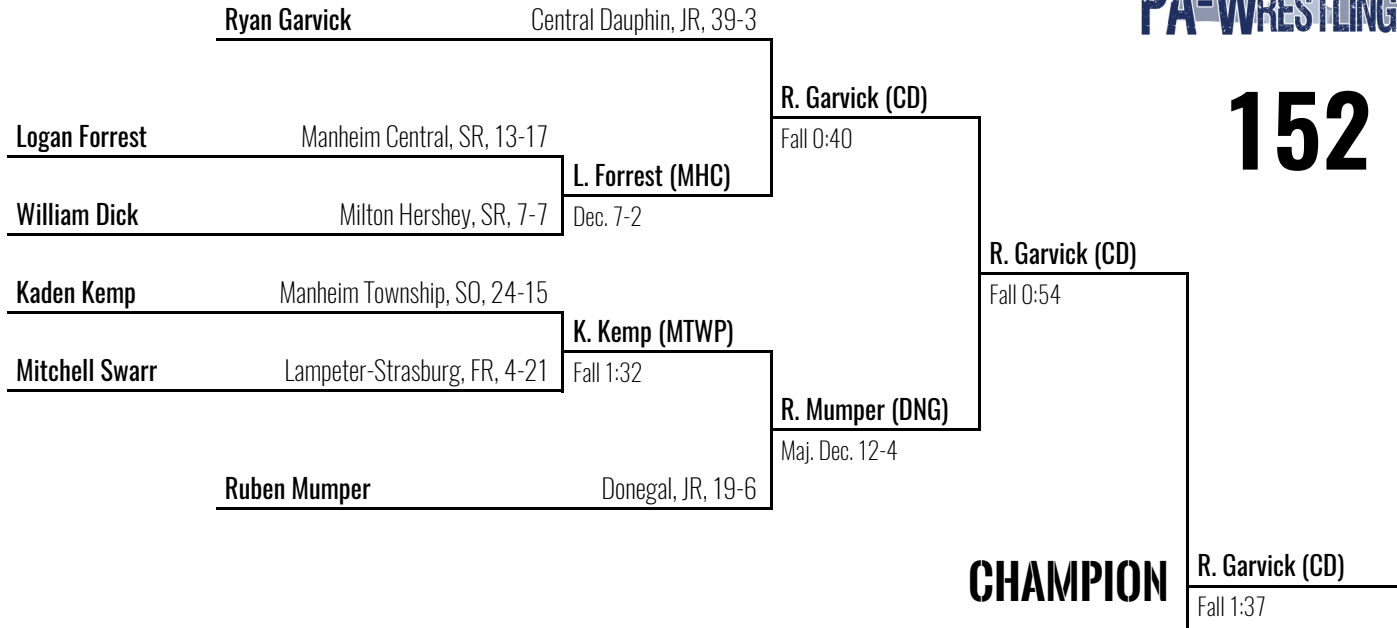 PA-WRESTLING
152
Ryan Garvick Central Dauphin, JR, 39-3
R. Garvick (CD)
Fall 0:40
Logan Forrest Manheim Central, SR, 13-17
L. Forrest (MHC)
Dec. 7-2
William Dick Milton Hershey, SR, 7-7
R. Garvick (CD)
Fall 0:54
Kaden Kemp Manheim Township, SO, 24-15
K. Kemp (MTWP)
Fall 1:32
Mitchell Swarr Lampeter-Strasburg, FR, 4-21
R. Mumper (DNG)
Maj. Dec. 12-4
Ruben Mumper Donegal, JR, 19-6
CHAMPION
R. Garvick (CD)
Fall 1:37